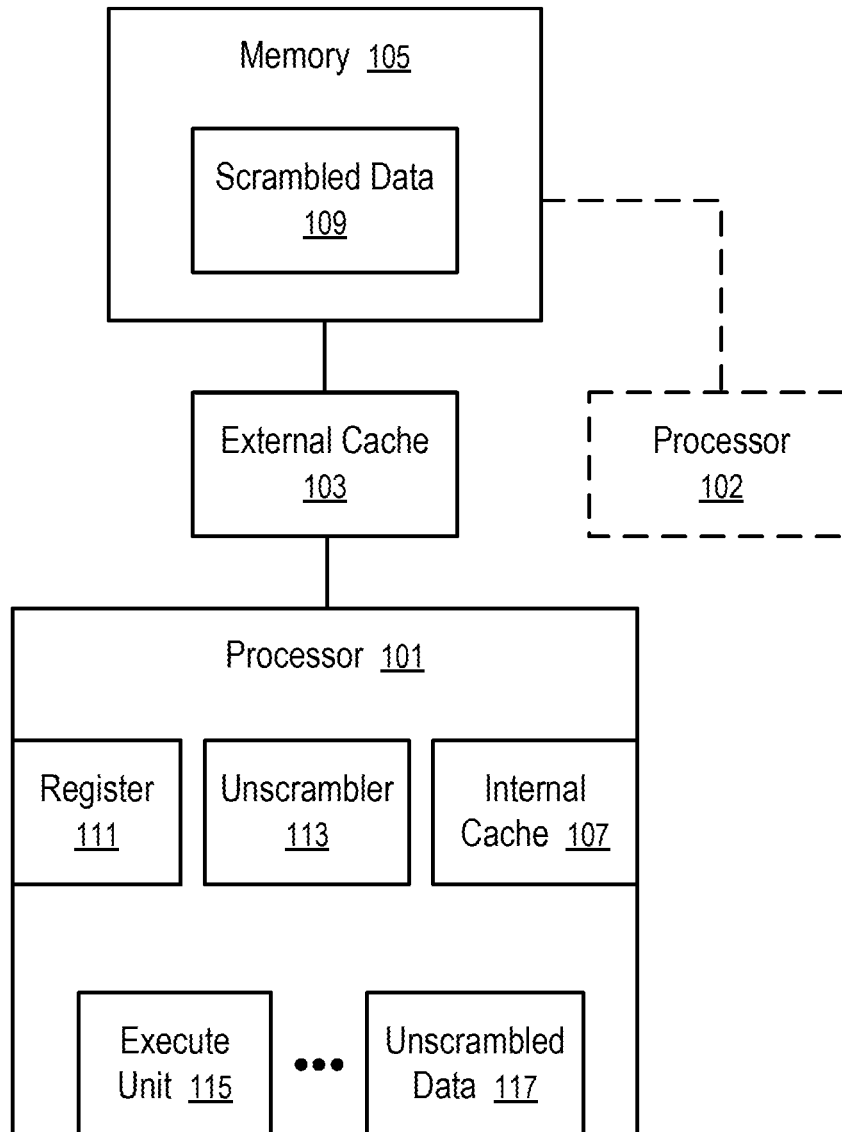 Memory 105
Scrambled Data
109
External Cache
103
Processor
102
Processor 101
Register
111
Unscrambler
113
Internal
Cache 107
Execute
Unit 115
Unscrambled
Data 117